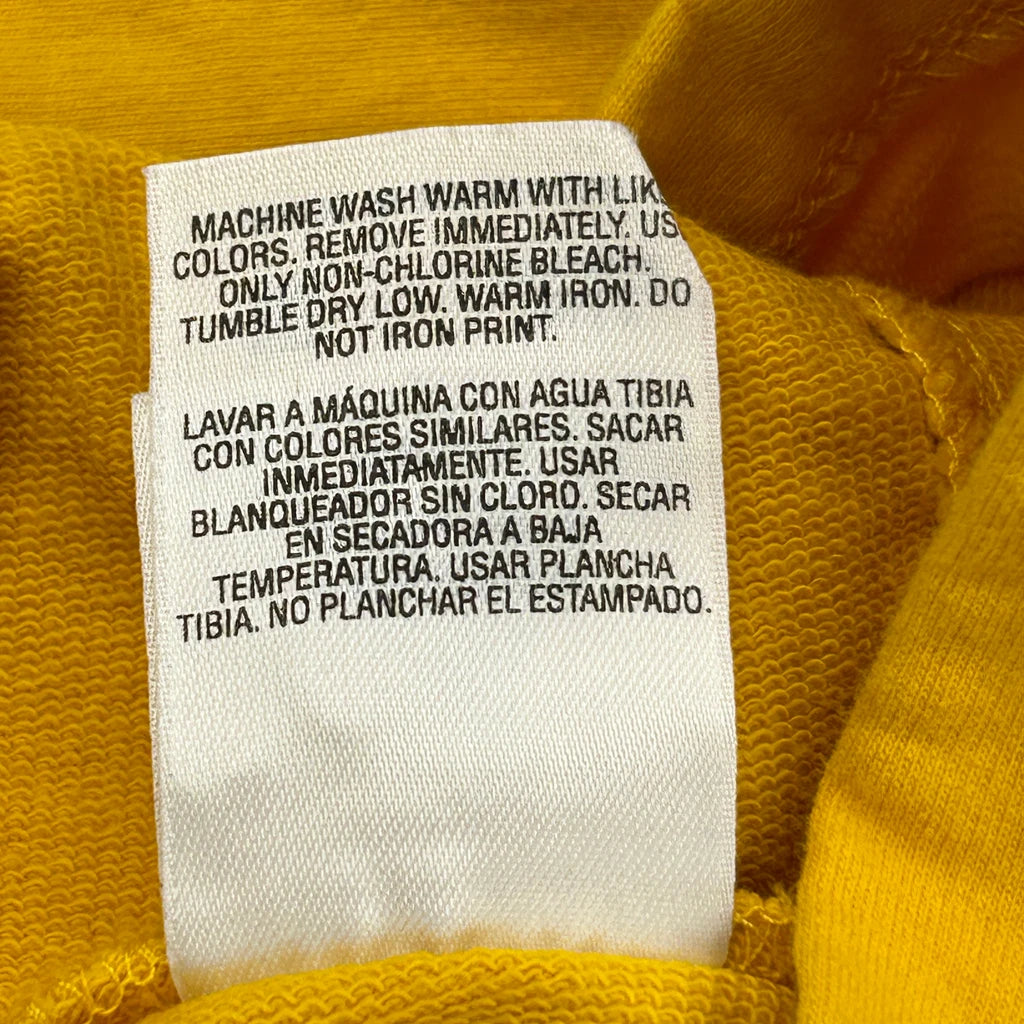 MACHINE WASH WARM WITH LIK
COLORS. REMOVE IMMEDIATELY. US
ONLY NON-CHLORINE BLEACH.
TUMBLE DRY LOW. WARM IRON. DO
NOT IRON PRINT.
LAVAR A MÁQUINA CON AGUA TIBIA
CON COLORES SIMILARES. SACAR
INMEDIATAMENTE. USAR
BLANQUEADOR SIN CLORO. SECAR
EN SECADORA A BAJA
TEMPERATURA. USAR PLANCHA
TIBIA. NO PLANCHAR EL ESTAMPADO.